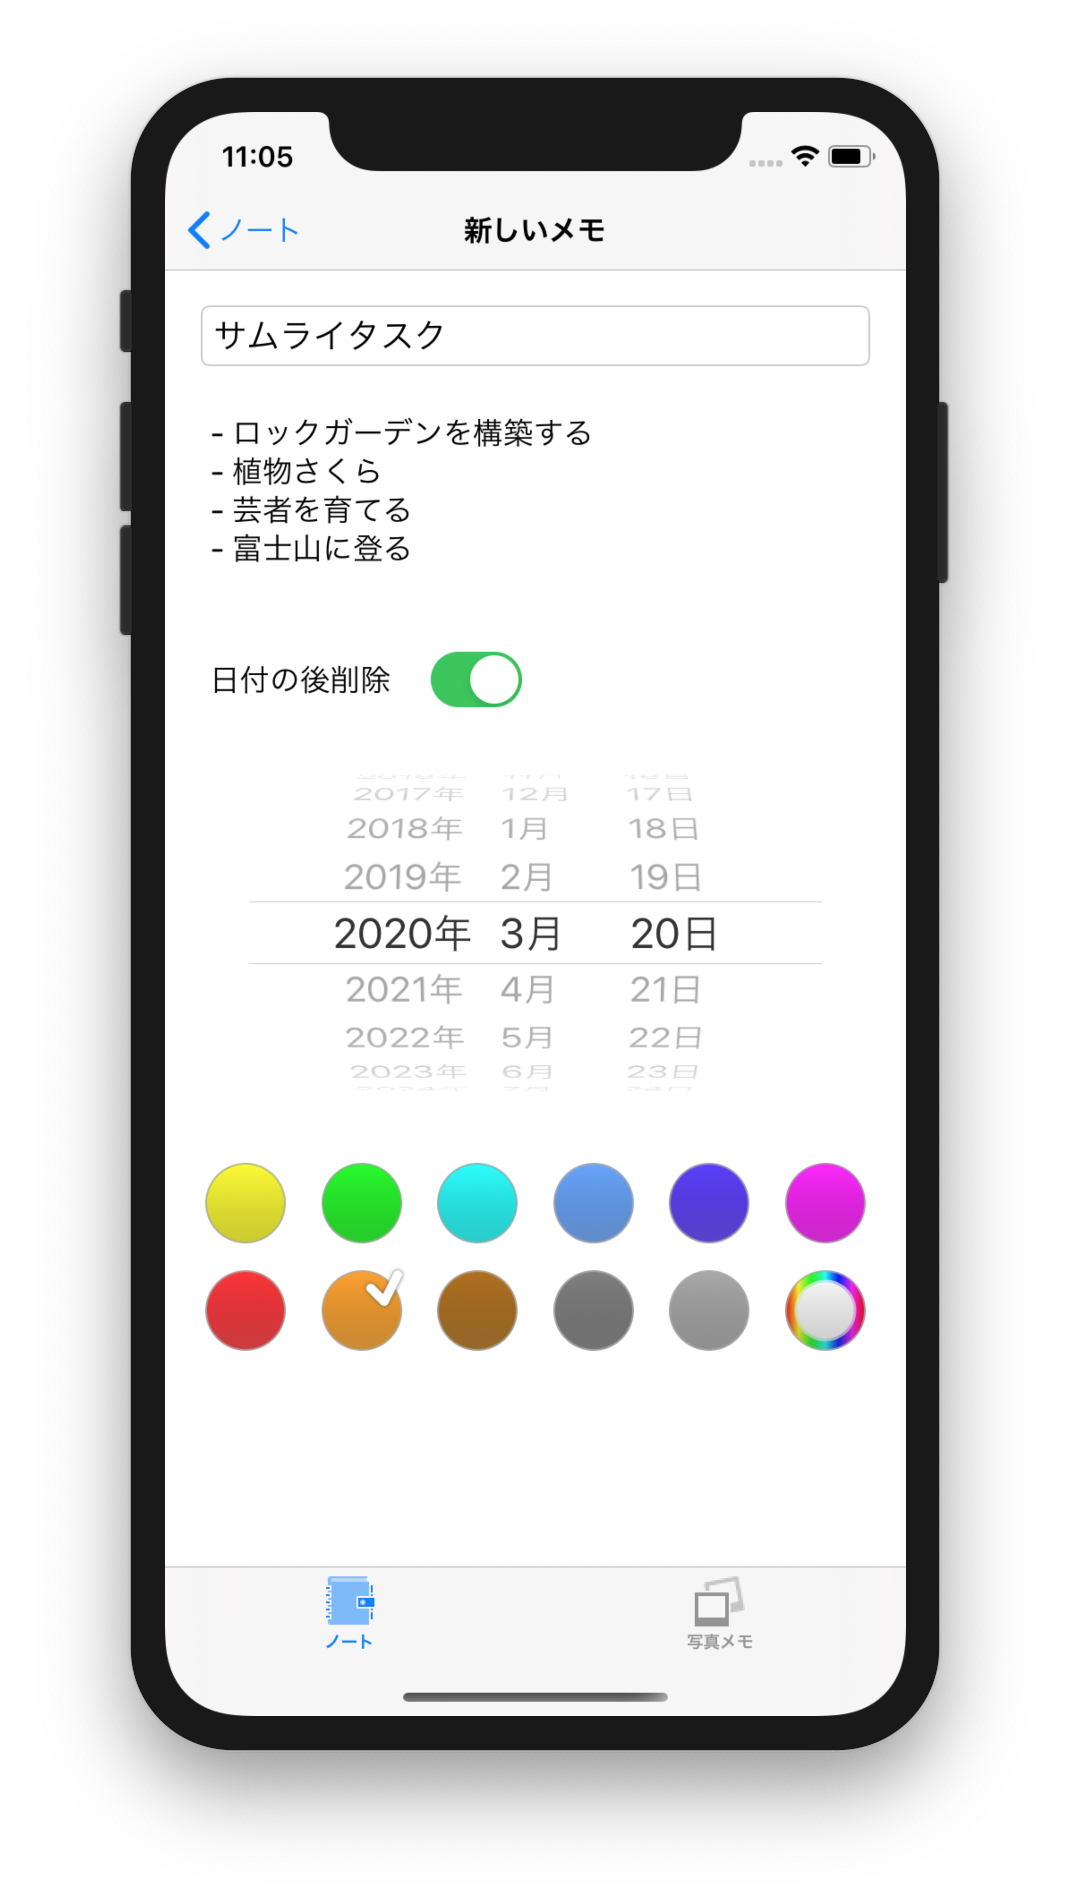 11:05
ノート
新しいメモ
サムライタスク
- ロックガーデンを構築する
- 植物さくら
- 芸者を育てる
- 富士山に登る
日付の後削除
2017年 12月 17日
2018年 1月 18日
2019年 2月 19日
2020年 3月 20日
2021年 4月 21日
2022年 5月 22日
2023年 6月 23日
ノート
写真メモ